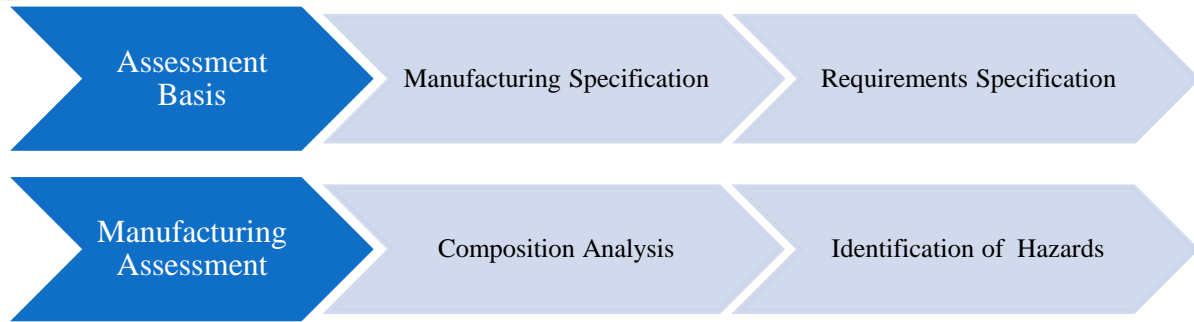 Assessment
Basis
Manufacturing Specification
Requirements Specification
Manufacturing
Assessment
Composition Analysis
Identification of Hazards